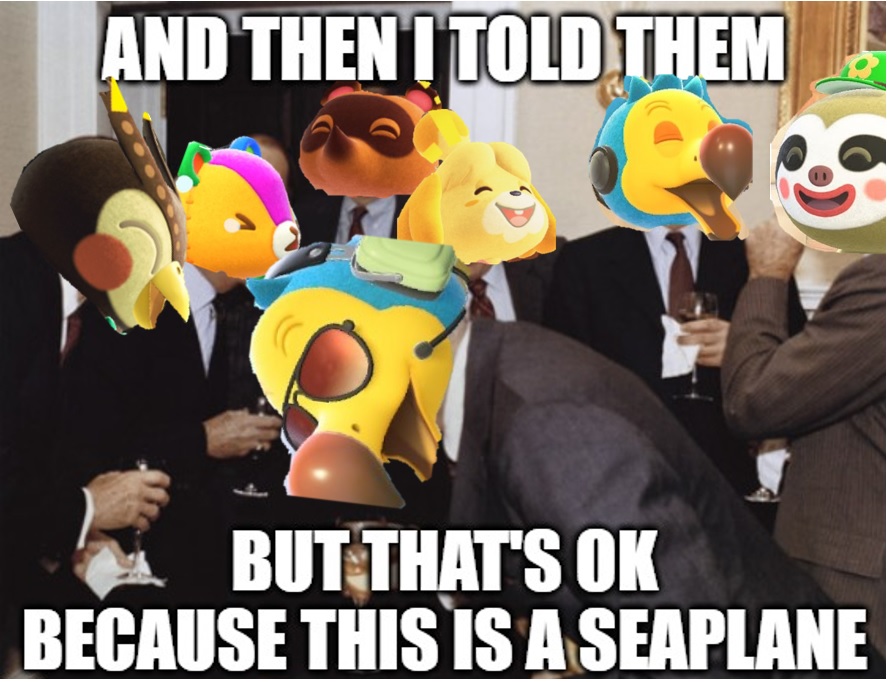 AND THEN I TOLD THEM
BUT THAT'S OK
BECAUSE THIS IS A SEAPLANE